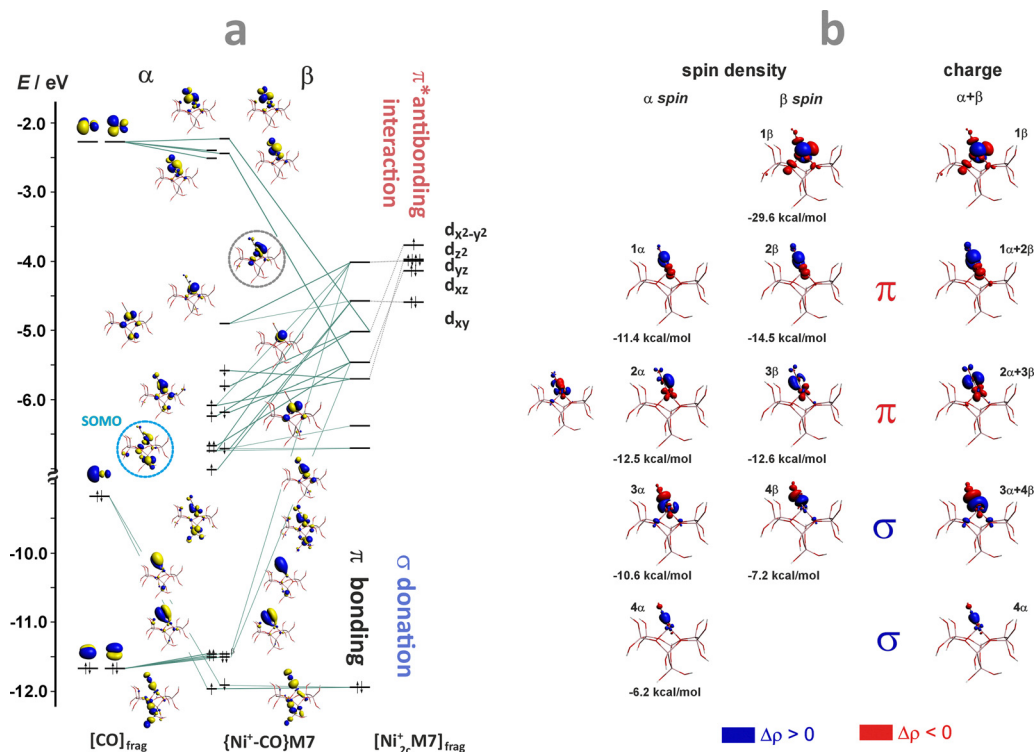 a
E / eV
α
β
π* antibonding
interaction
-2.0
-3.0
-4.0
-5.0
-6.0
-10.0
-11.0
-12.0
SOMO
dx²-y²
dz²
dyz
dxz
dxy
π bonding
σ donation
[CO]frag
{Ni⁺-CO}M7
[Ni⁺2cM7]frag
b
spin density
charge
α spin
β spin
α+β
1β
1β
-29.6 kcal/mol
1α
2β
1α+2β
π
-11.4 kcal/mol
-14.5 kcal/mol
2α
3β
2α+3β
π
-12.5 kcal/mol
-12.6 kcal/mol
3α
4β
3α+4β
σ
-10.6 kcal/mol
-7.2 kcal/mol
4α
4α
σ
-6.2 kcal/mol
Δρ > 0
Δρ < 0